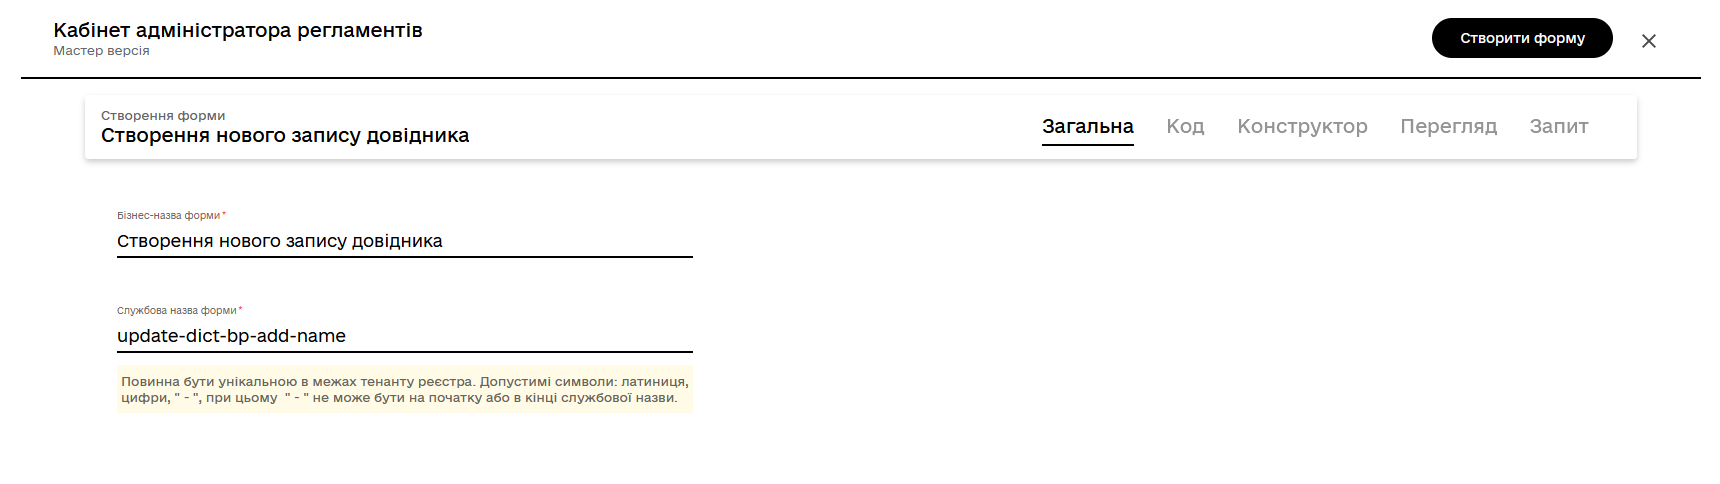 Кабінет адміністратора регламентів
Мастер версія
Створити форму
Створення форми
Створення нового запису довідника
Загальна
Код
Конструктор
Перегляд
Запит
Бізнес-назва форми*
Створення нового запису довідника
Службова назва форми*
update-dict-bp-add-name
Повинна бути унікальною в межах тенанту реєстра. Допустимі символи: латиниця,
цифри, " - ", при цьому " - " не може бути на початку або в кінці службової назви.